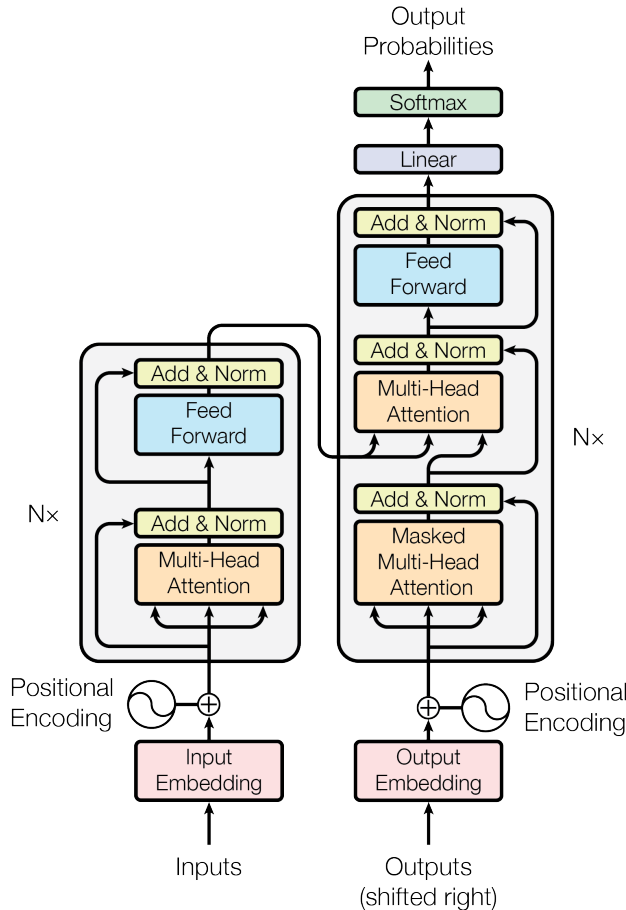 Output
Probabilities
Softmax
Linear
Add & Norm
Feed
Forward
Add & Norm
Multi-Head
Attention
Add & Norm
Masked
Multi-Head
Attention
N×
Add & Norm
Feed
Forward
Add & Norm
Multi-Head
Attention
N×
Positional
Encoding
Positional
Encoding
Input
Embedding
Output
Embedding
Inputs
Outputs
(shifted right)